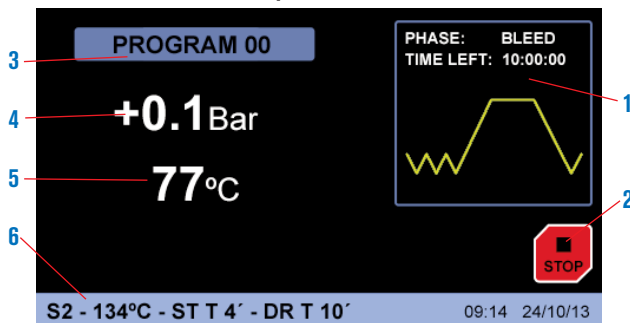 PROGRAM 00
PHASE: BLEED
TIME LEFT: 10:00:00
3
1
4
+0.1Bar
5
77ºC
2
6
STOP
S2 - 134ºC - ST T 4´ - DR T 10´
09:14 24/10/13